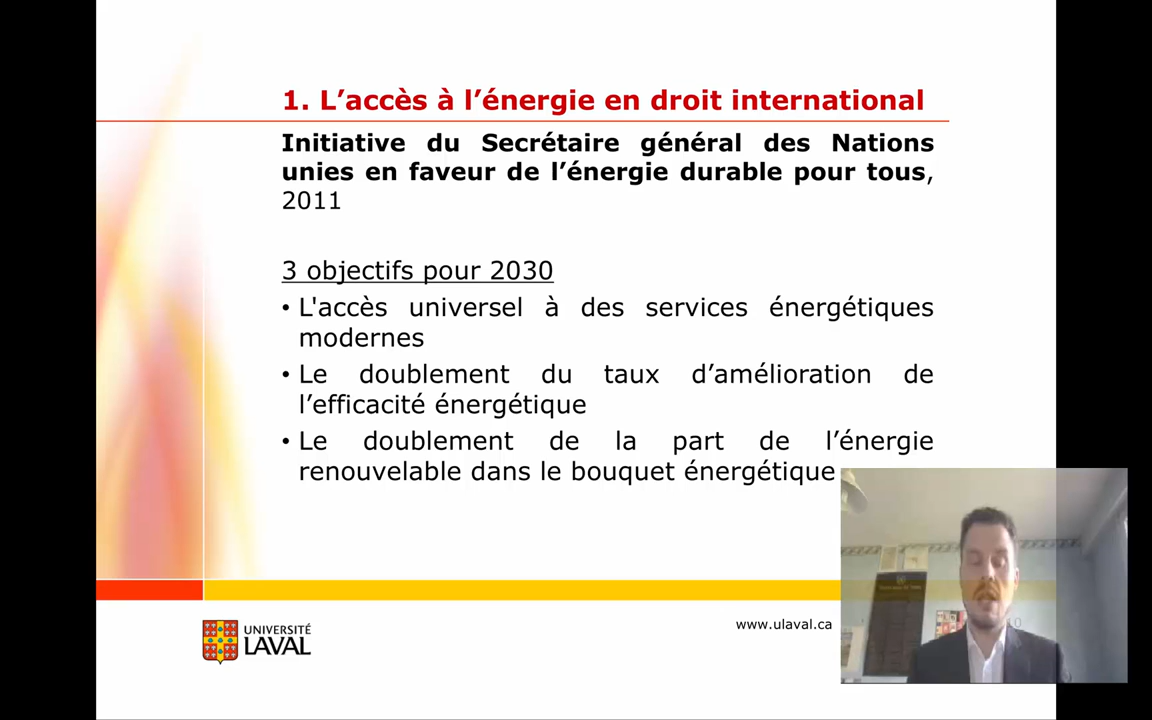 1. L’accès à l’énergie en droit international
Initiative du Secrétaire général des Nations
unies en faveur de l’énergie durable pour tous,
2011
3 objectifs pour 2030
• L'accès universel à des services énergétiques
modernes
• Le doublement du taux d’amélioration de
l’efficacité énergétique
• Le doublement de la part de l’énergie
renouvelable dans le bouquet énergétique
UNIVERSITÉ
LAVAL
www.ulaval.ca